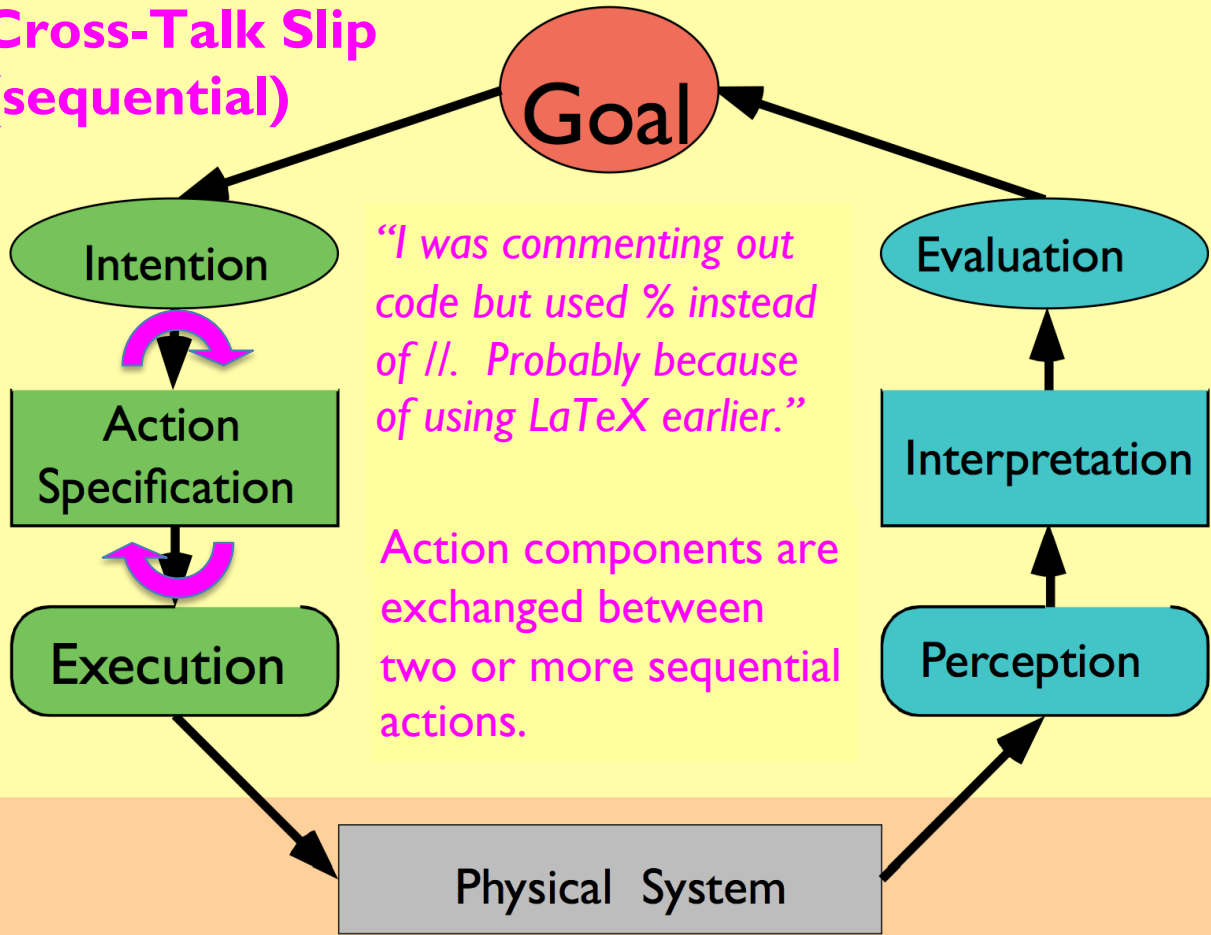 Cross-Talk Slip
(sequential)
Goal
Intention
Action
Specification
Execution
“I was commenting out
code but used % instead
of //. Probably because
of using LaTeX earlier.”
Action components are
exchanged between
two or more sequential
actions.
Evaluation
Interpretation
Perception
Physical System